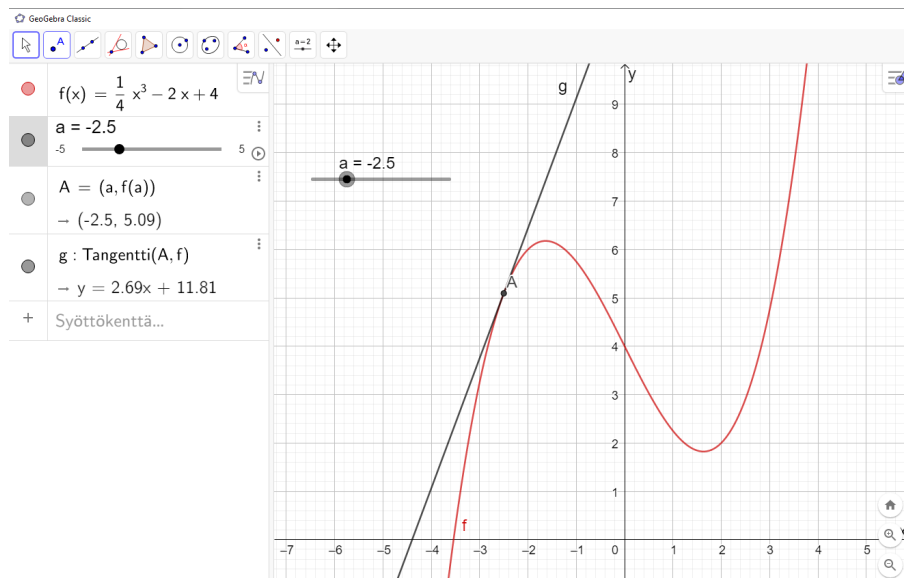 GeoGebra Classic
A
a=2
f(x) = 1/4 x³ − 2 x + 4
a = -2.5
-5 5
A = (a, f(a))
→ (-2.5, 5.09)
g : Tangentti(A, f)
→ y = 2.69x + 11.81
+ Syöttökenttä...
g
y
a = -2.5
A
f
9
8
7
6
5
4
3
2
1
−7 −6 −5 −4 −3 −2 −1 0 1 2 3 4 5